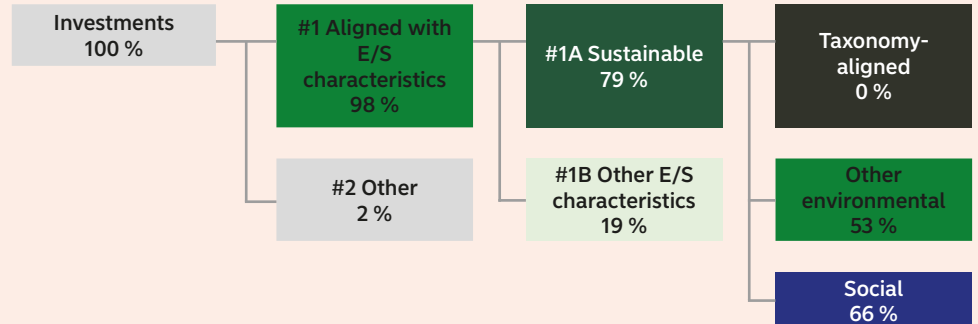 Investments
100 %
#1 Aligned with
E/S
characteristics
98 %
#2 Other
2 %
#1A Sustainable
79 %
#1B Other E/S
characteristics
19 %
Taxonomy-
aligned
0 %
Other
environmental
53 %
Social
66 %